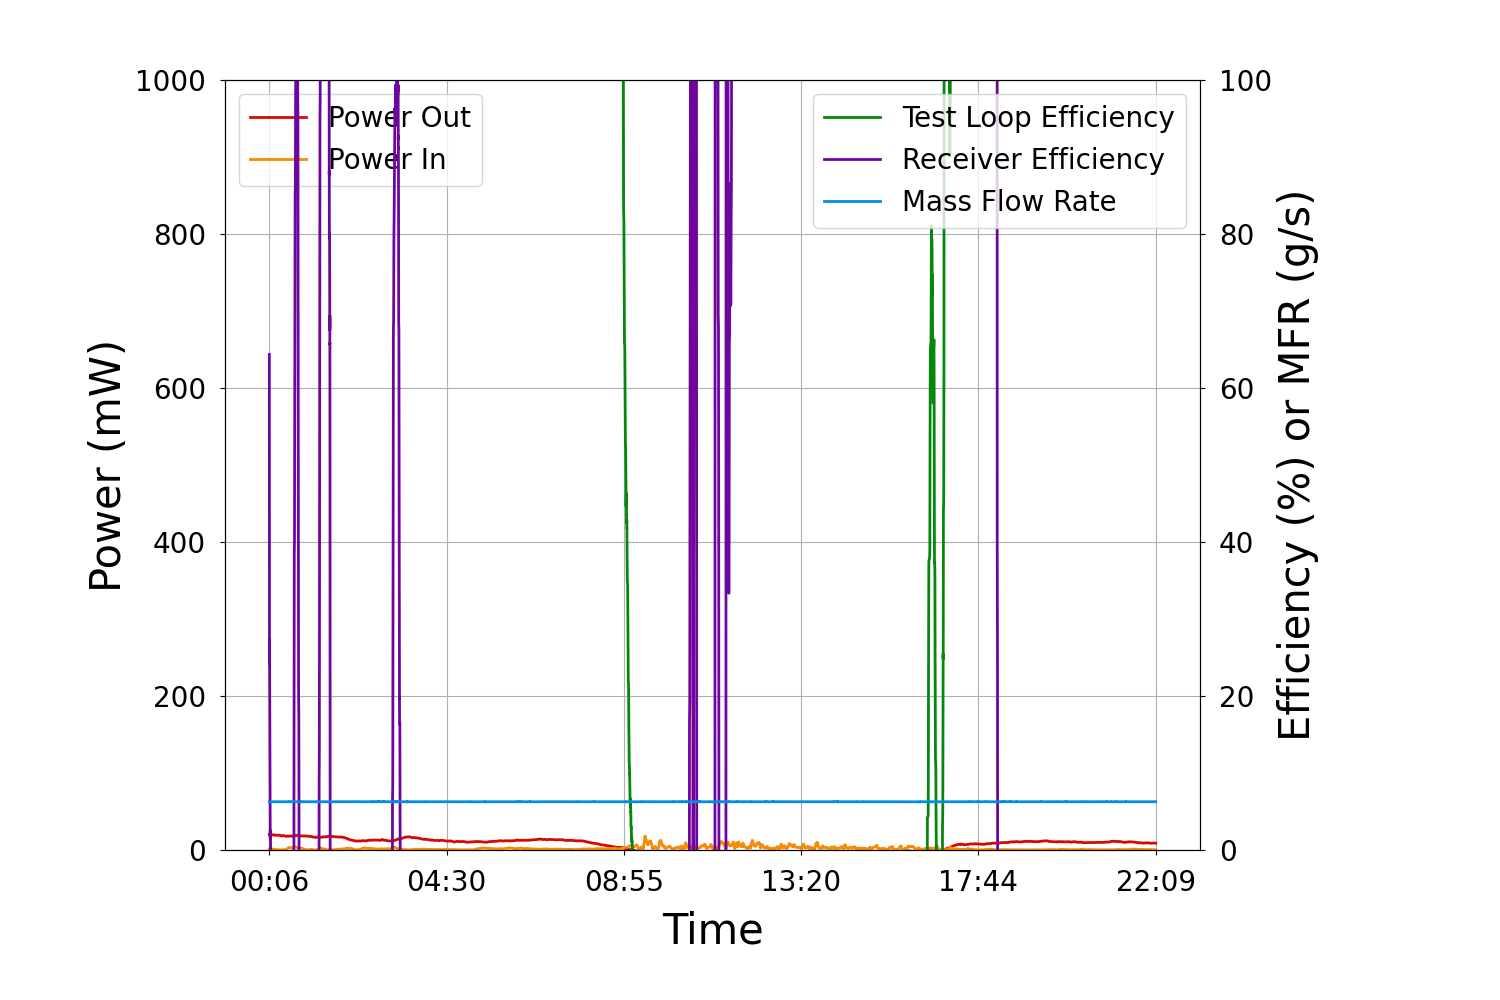 1000
800
600
400
200
0
Power (mW)
Power Out
Power In
Test Loop Efficiency
Receiver Efficiency
Mass Flow Rate
100
80
60
40
20
0
Efficiency (%) or MFR (g/s)
00:06 04:30 08:55 13:20 17:44 22:09
Time